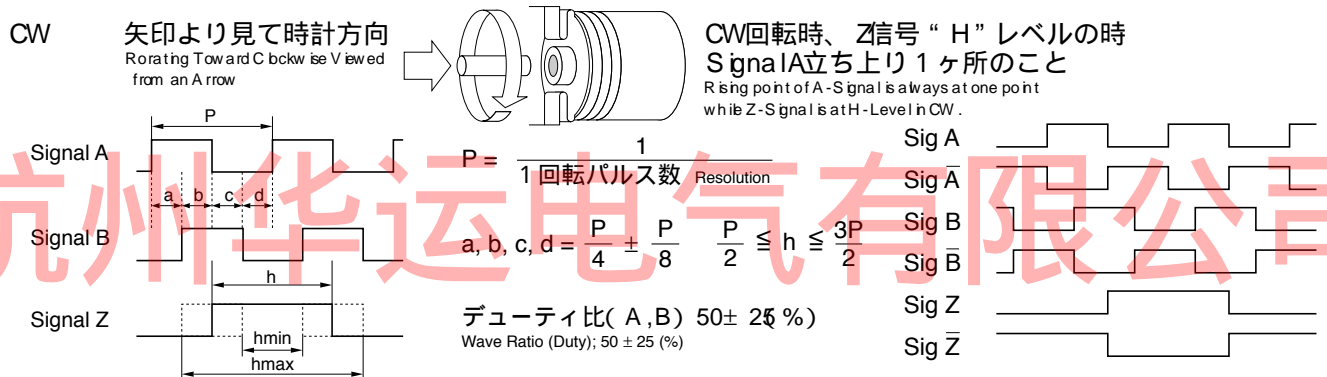 CW
矢印より見て時計方向
Rorating Toward Clockwise Viewed
from an Arrow
CW回転時、Z信号“H”レベルの時
SignalA立ち上り1ヶ所のこと
Rising point of A-Signal is always at one point
while Z-Signal is at H-Level in CW.
P
Signal A
a b c d
Signal B
h
Signal Z
hmin
hmax
P = 1 / 1回転パルス数 Resolution
a, b, c, d = P/4 ± P/8 P/2 ≦ h ≦ 3P/2
デューティ比( A,B) 50± 25( %)
Wave Ratio (Duty); 50 ± 25 (%)
Sig A
Sig A̅
Sig B
Sig B̅
Sig Z
Sig Z̅
杭州华运电气有限公司